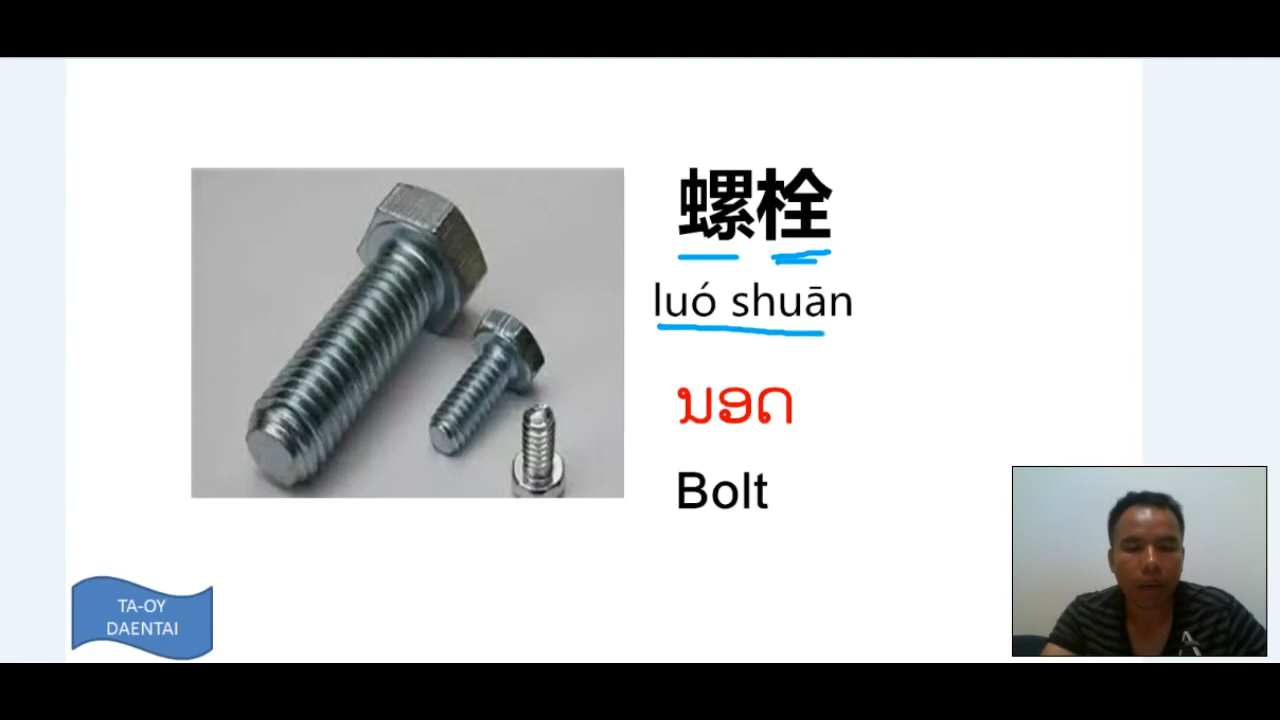 螺栓
luó shuān
ນອດ
Bolt
TA-OY
DAENTAI